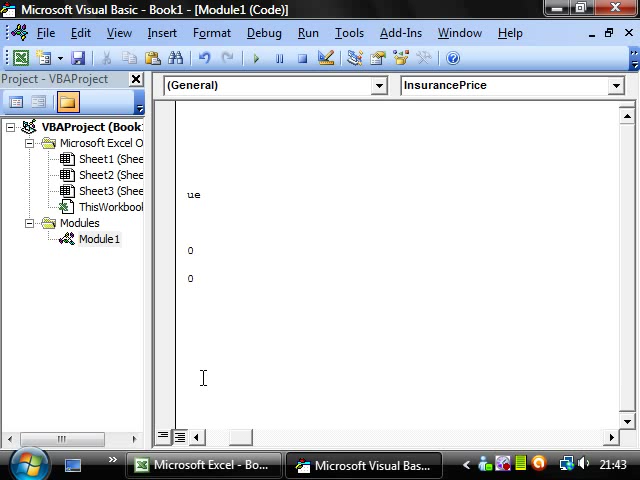 Microsoft Visual Basic - Book1 - [Module1 (Code)]
File Edit View Insert Format Debug Run Tools Add-Ins Window Help
Project - VBAProject
(General)
InsurancePrice
VBAProject (Book1
Microsoft Excel O
Sheet1 (Shee
Sheet2 (Shee
Sheet3 (Shee
ThisWorkbook
Modules
Module1
ue
0
0
Microsoft Excel - Bo...
Microsoft Visual Bas...
21:43